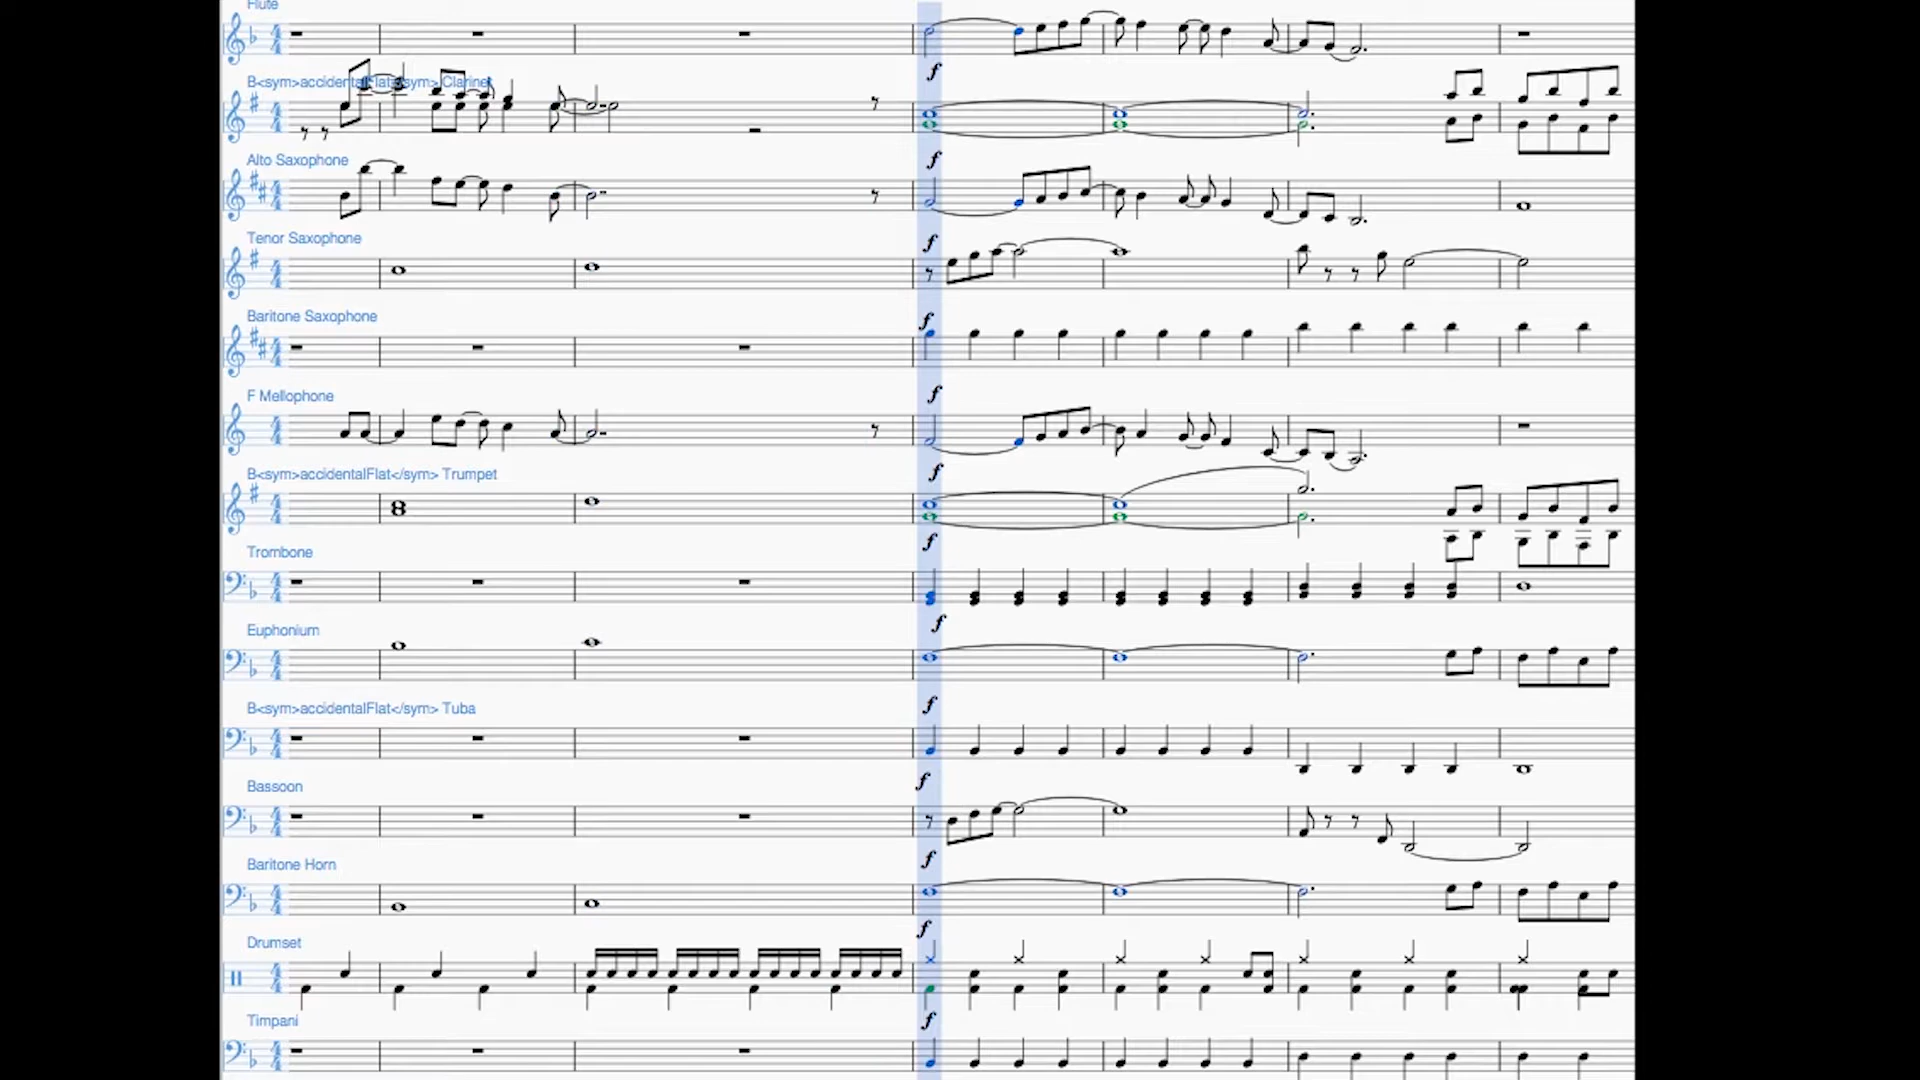 Flute
f
B<sym>accidentalFlat</sym> Clarinet
f
Alto Saxophone
f
Tenor Saxophone
f
Baritone Saxophone
f
F Mellophone
f
B<sym>accidentalFlat</sym> Trumpet
f
Trombone
f
Euphonium
f
B<sym>accidentalFlat</sym> Tuba
f
Bassoon
f
Baritone Horn
f
Drumset
f
Timpani